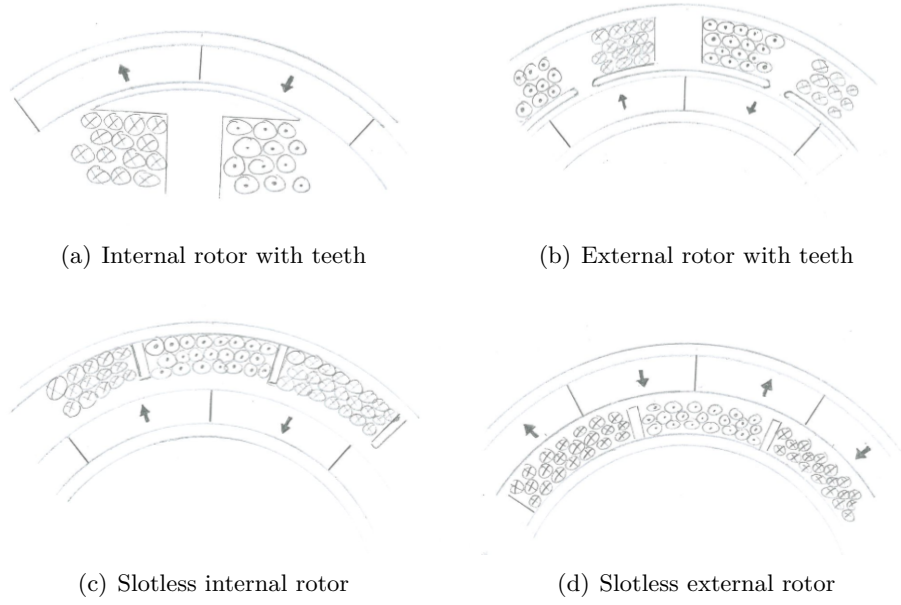 (a) Internal rotor with teeth
(b) External rotor with teeth
(c) Slotless internal rotor
(d) Slotless external rotor